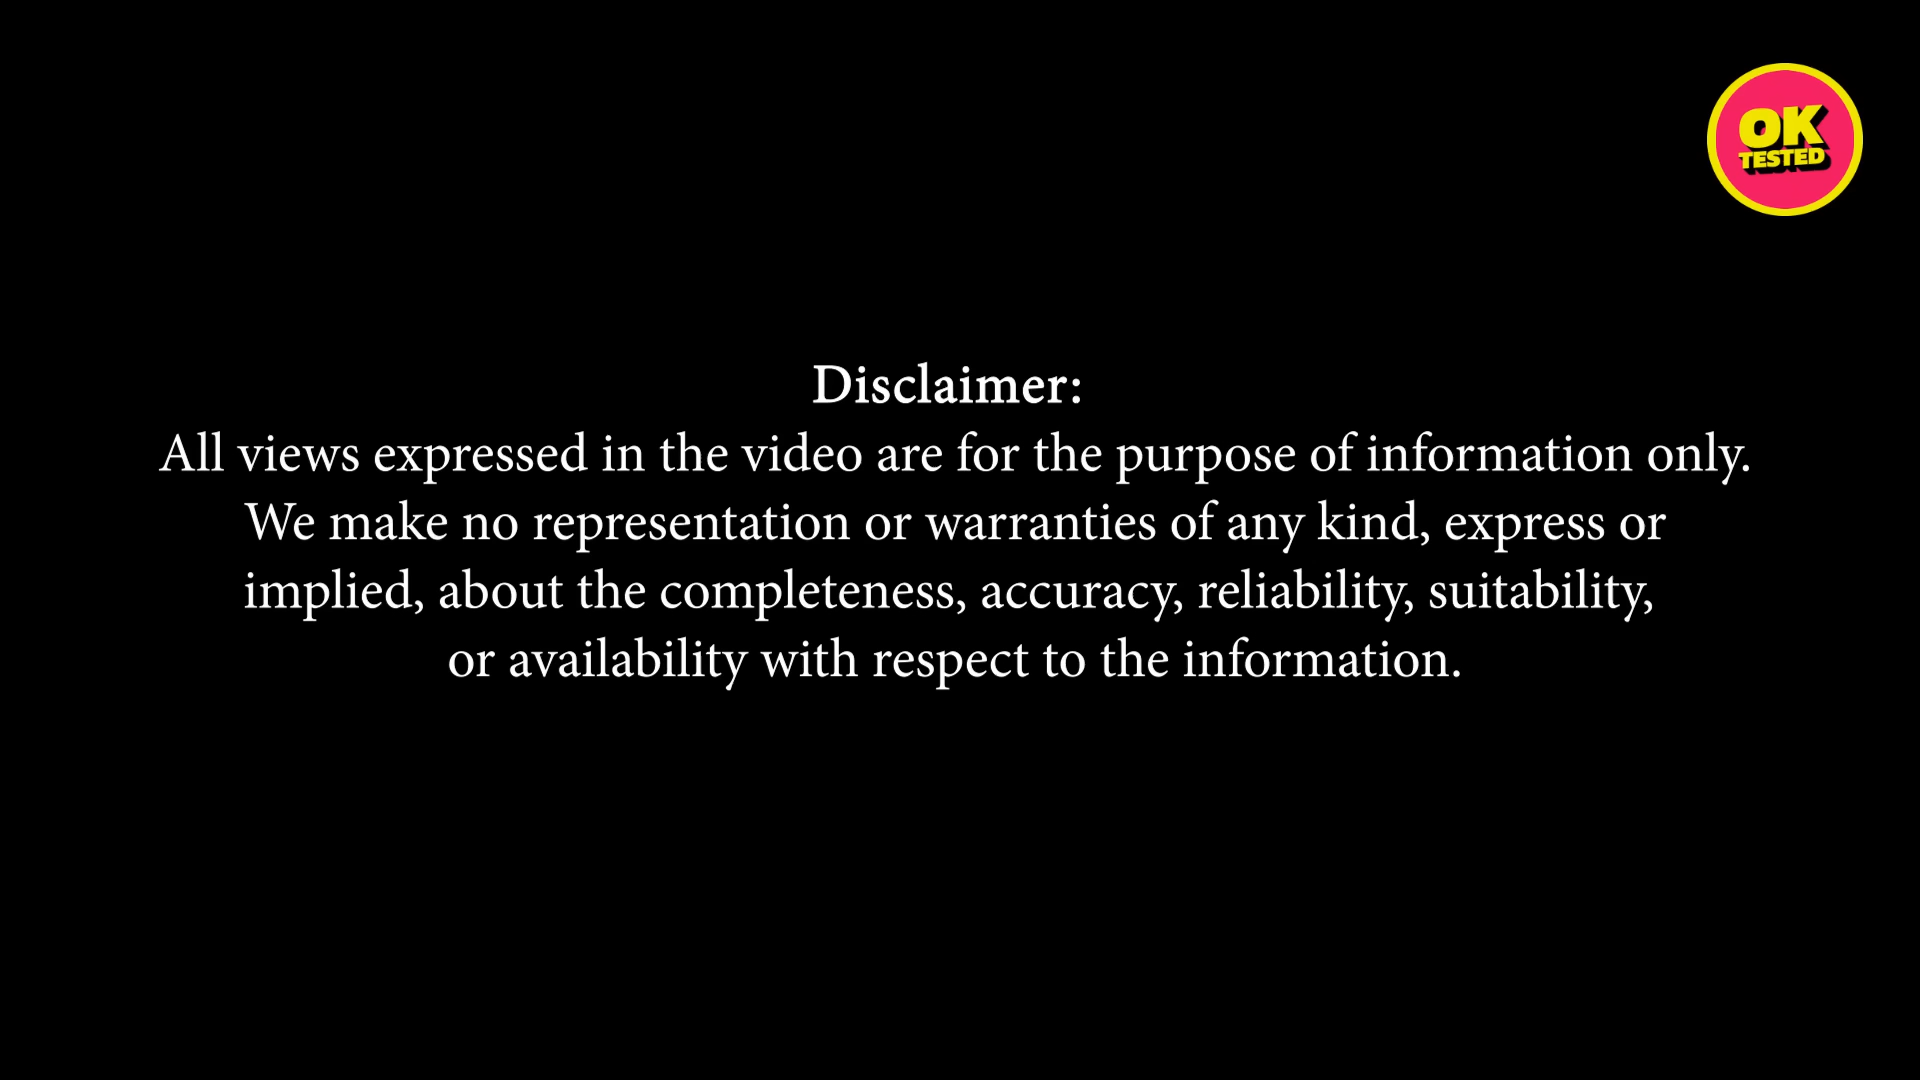 OK
TESTED
Disclaimer:
All views expressed in the video are for the purpose of information only.
We make no representation or warranties of any kind, express or
implied, about the completeness, accuracy, reliability, suitability,
or availability with respect to the information.